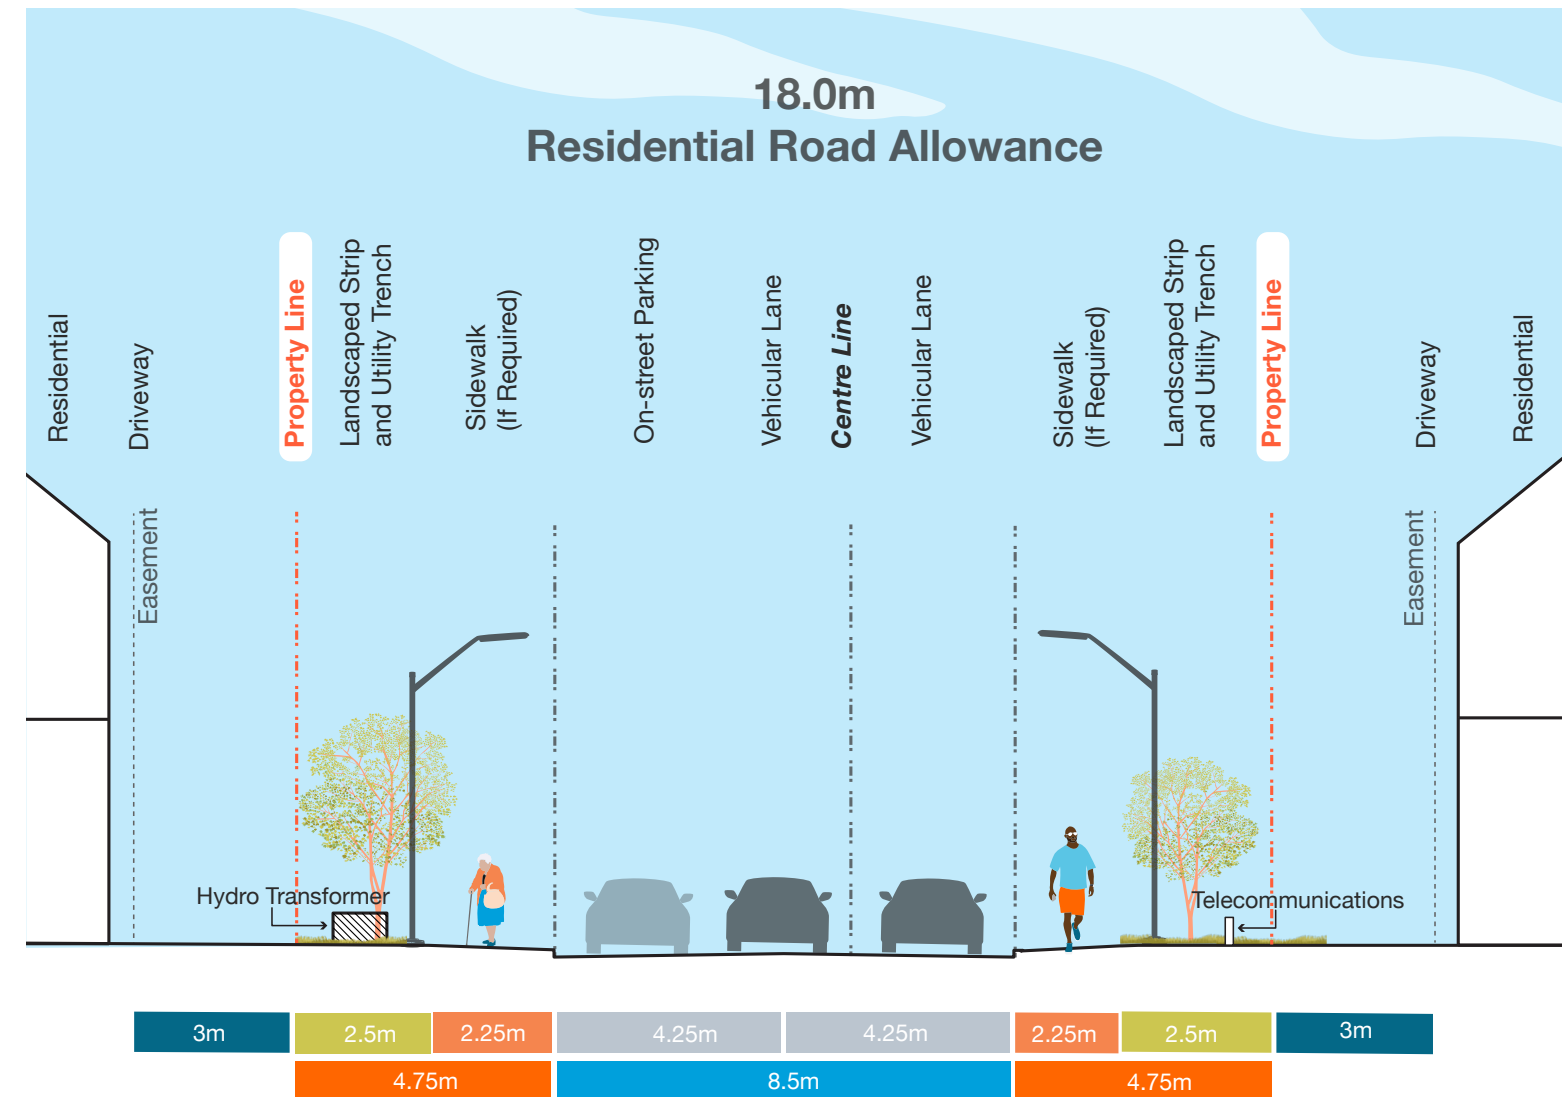 18.0m
Residential Road Allowance
Residential
Driveway
Property Line
Landscaped Strip
and Utility Trench
Sidewalk
(If Required)
On-street Parking
Vehicular Lane
Centre Line
Vehicular Lane
Sidewalk
(If Required)
Landscaped Strip
and Utility Trench
Property Line
Driveway
Residential
Easement
Easement
Hydro Transformer
Telecommunications
3m
2.5m
2.25m
4.25m
4.25m
2.25m
2.5m
3m
4.75m
8.5m
4.75m